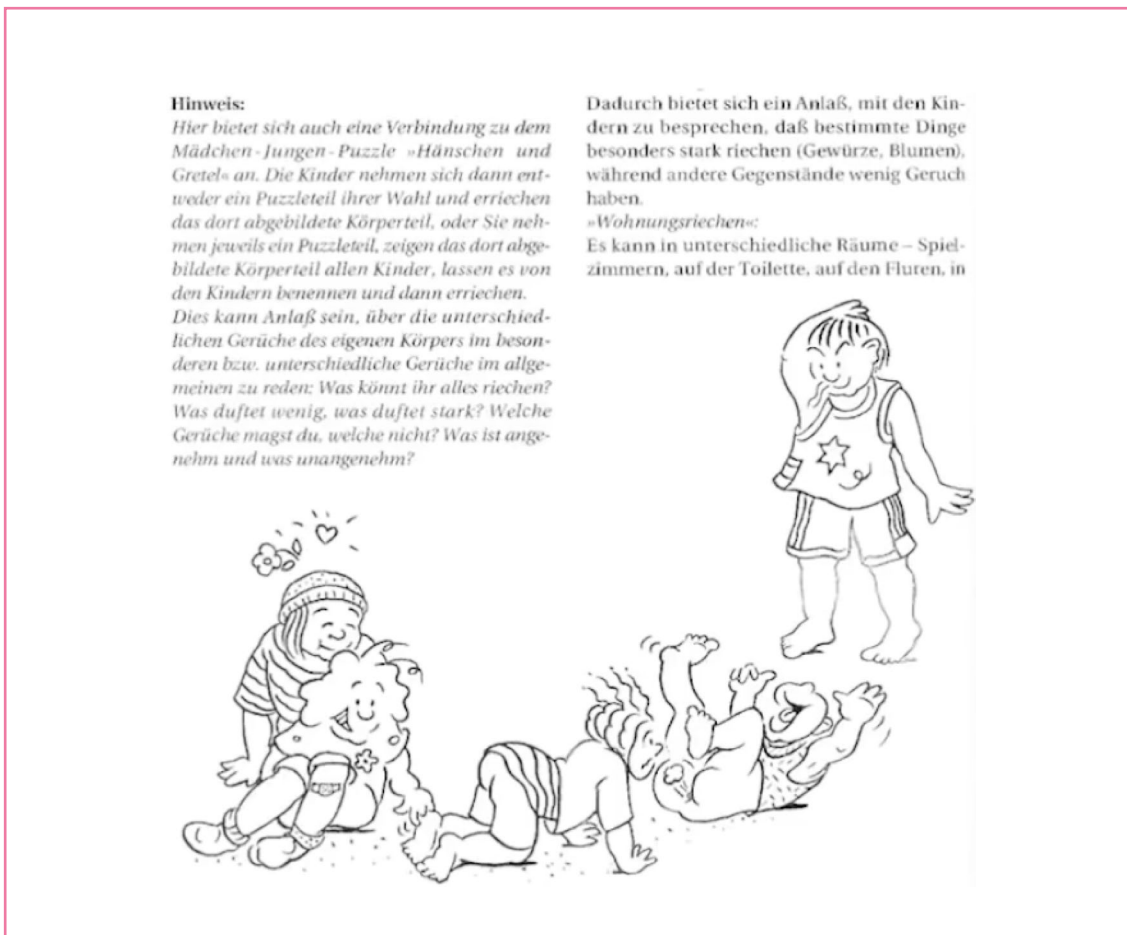 Hinweis:
Hier bietet sich auch eine Verbindung zu dem
Mädchen-Jungen-Puzzle »Hänschen und
Gretel« an. Die Kinder nehmen sich dann ent-
weder ein Puzzleteil ihrer Wahl und erriechen
das dort abgebildete Körperteil, oder Sie neh-
men jeweils ein Puzzleteil, zeigen das dort abge-
bildete Körperteil allen Kinder, lassen es von
den Kindern benennen und dann erriechen.
Dies kann Anlaß sein, über die unterschied-
lichen Gerüche des eigenen Körpers im beson-
deren bzw. unterschiedliche Gerüche im allge-
meinen zu reden: Was könnt ihr alles riechen?
Was duftet wenig, was duftet stark? Welche
Gerüche magst du, welche nicht? Was ist ange-
nehm und was unangenehm?
Dadurch bietet sich ein Anlaß, mit den Kin-
dern zu besprechen, daß bestimmte Dinge
besonders stark riechen (Gewürze, Blumen),
während andere Gegenstände wenig Geruch
haben.
»Wohnungsriechen«:
Es kann in unterschiedliche Räume – Spiel-
zimmern, auf der Toilette, auf den Fluren, in